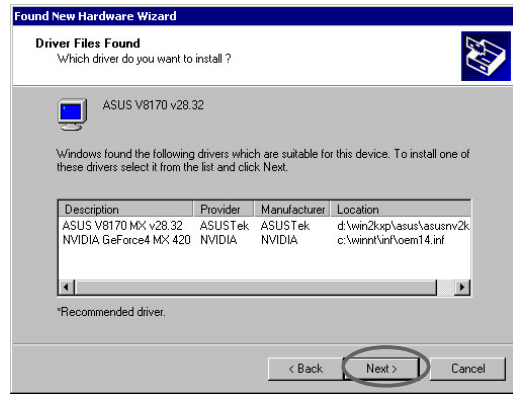 Found New Hardware Wizard
Driver Files Found
Which driver do you want to install ?
ASUS V8170 v28.32
Windows found the following drivers which are suitable for this device. To install one of
these drivers select it from the list and click Next.
Description Provider Manufacturer Location
ASUS V8170 MX v28.32 ASUSTek ASUSTek d:\win2kxp\asus\asusnv2k
NVIDIA GeForce4 MX 420 NVIDIA NVIDIA c:\winnt\inf\oem14.inf
*Recommended driver.
< Back Next > Cancel